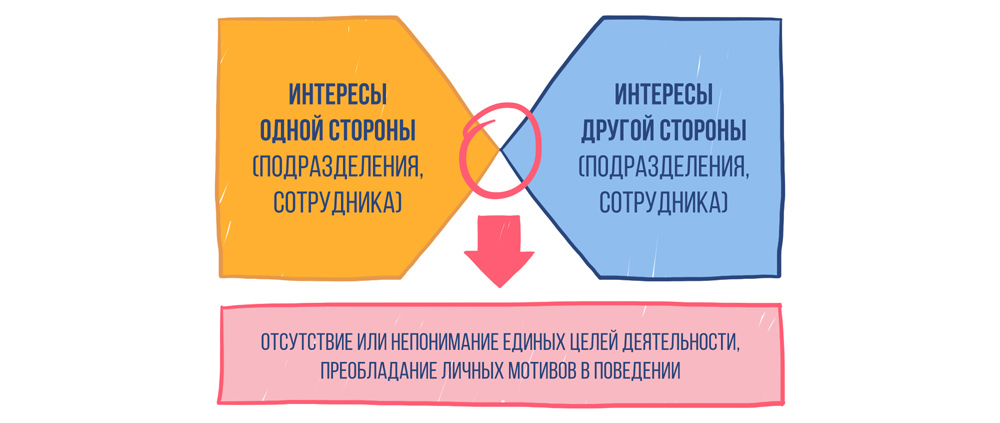 ИНТЕРЕСЫ
ОДНОЙ СТОРОНЫ
(ПОДРАЗДЕЛЕНИЯ,
СОТРУДНИКА)
ИНТЕРЕСЫ
ДРУГОЙ СТОРОНЫ
(ПОДРАЗДЕЛЕНИЯ,
СОТРУДНИКА)
ОТСУТСТВИЕ ИЛИ НЕПОНИМАНИЕ ЕДИНЫХ ЦЕЛЕЙ ДЕЯТЕЛЬНОСТИ,
ПРЕОБЛАДАНИЕ ЛИЧНЫХ МОТИВОВ В ПОВЕДЕНИИ